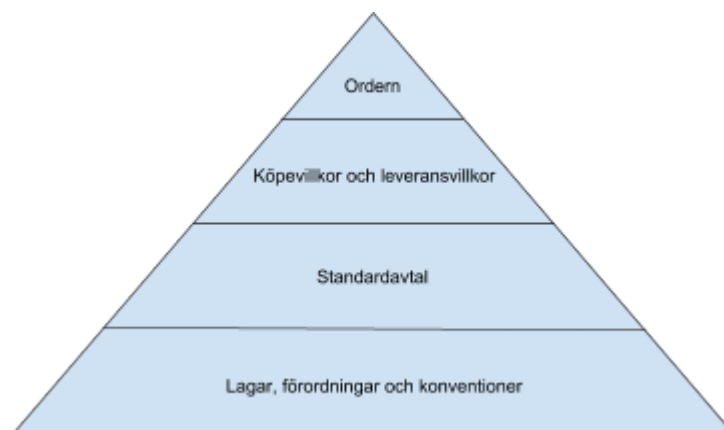 Ordern
Köpevillkor och leveransvillkor
Standardavtal
Lagar, förordningar och konventioner